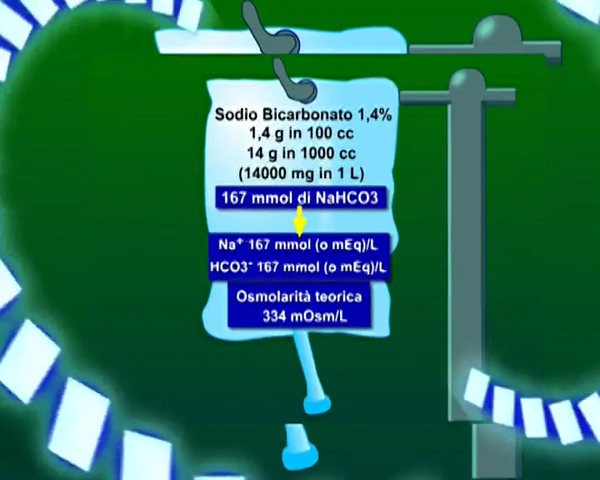 Sodio Bicarbonato 1,4%
1,4 g in 100 cc
14 g in 1000 cc
(14000 mg in 1 L)
167 mmol di NaHCO3
Na⁺ 167 mmol (o mEq)/L
HCO3⁻ 167 mmol (o mEq)/L
Osmolarità teorica
334 mOsm/L